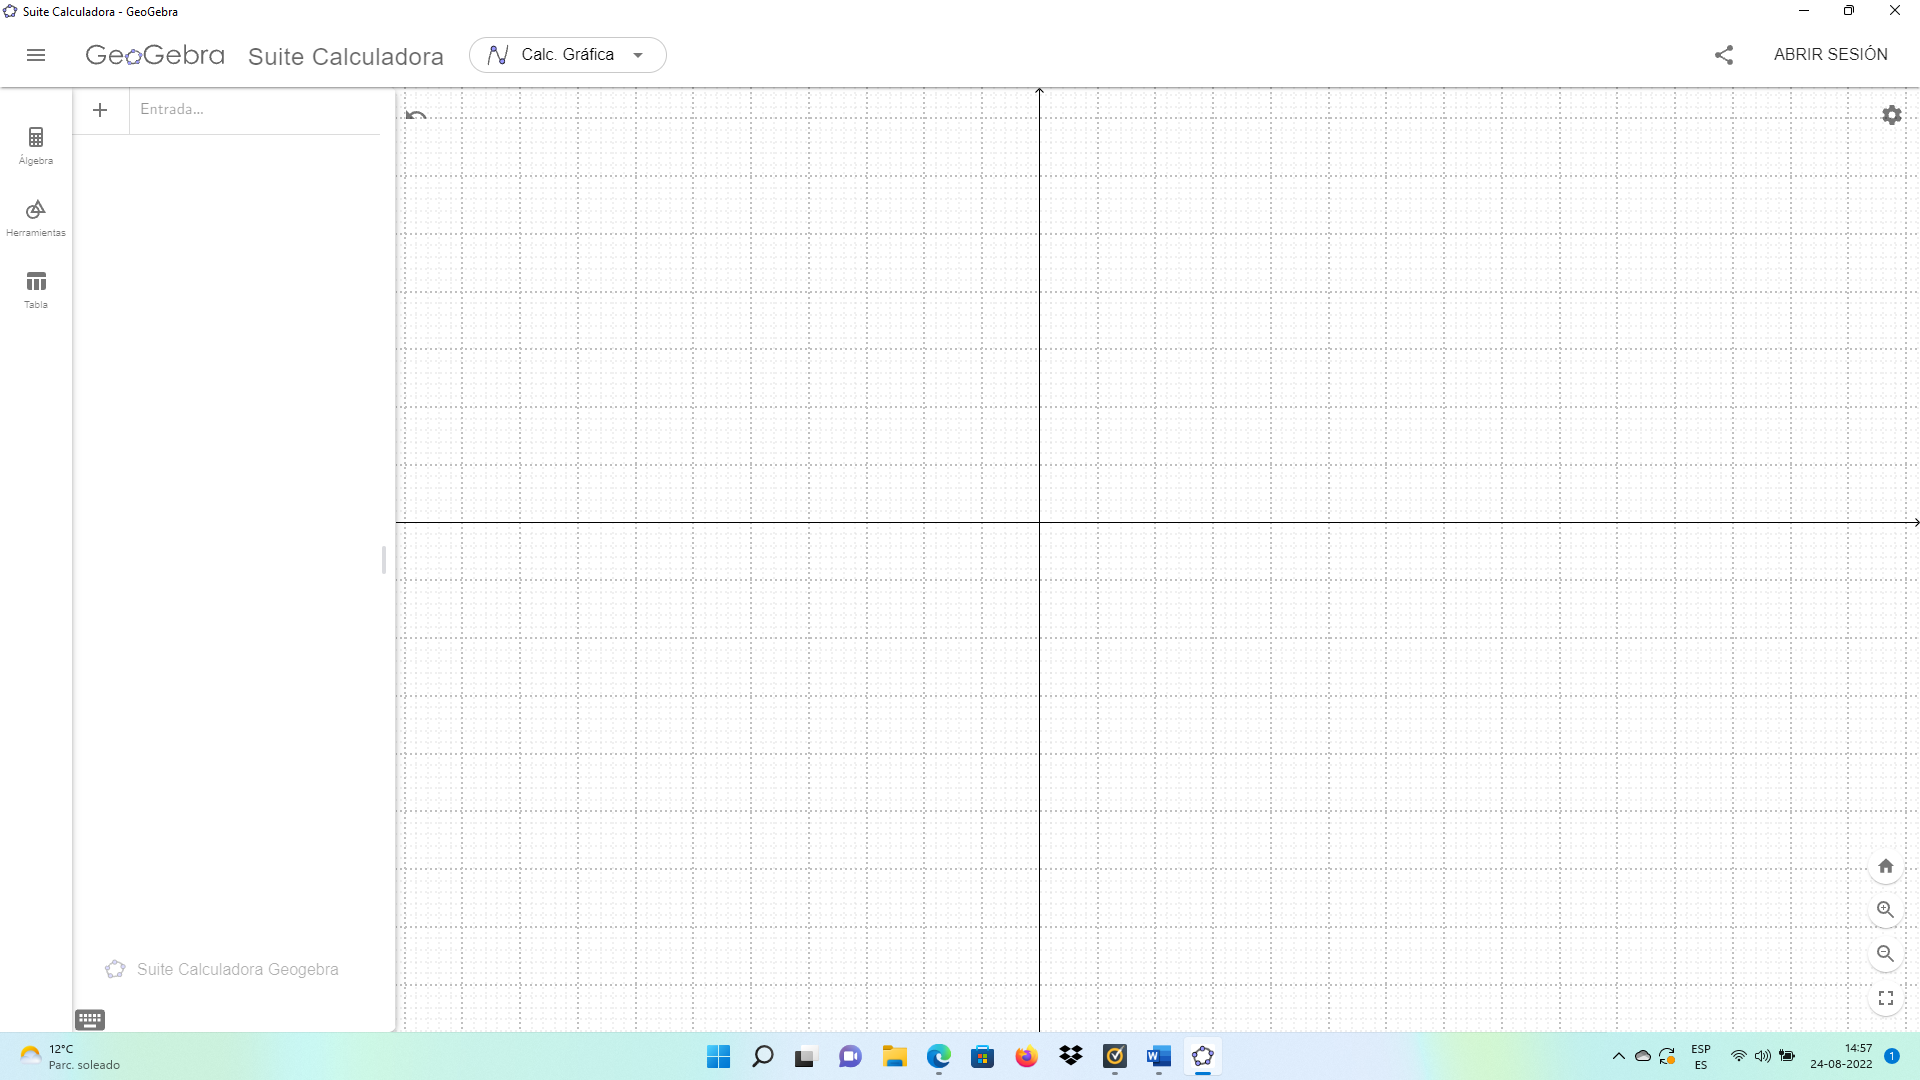 Suite Calculadora - GeoGebra
GeoGebra Suite Calculadora Calc. Gráfica ABRIR SESIÓN
Entrada...
Álgebra
Herramientas
Tabla
Suite Calculadora Geogebra
12°C
Parc. soleado
ESP
ES
14:57
24-08-2022
1